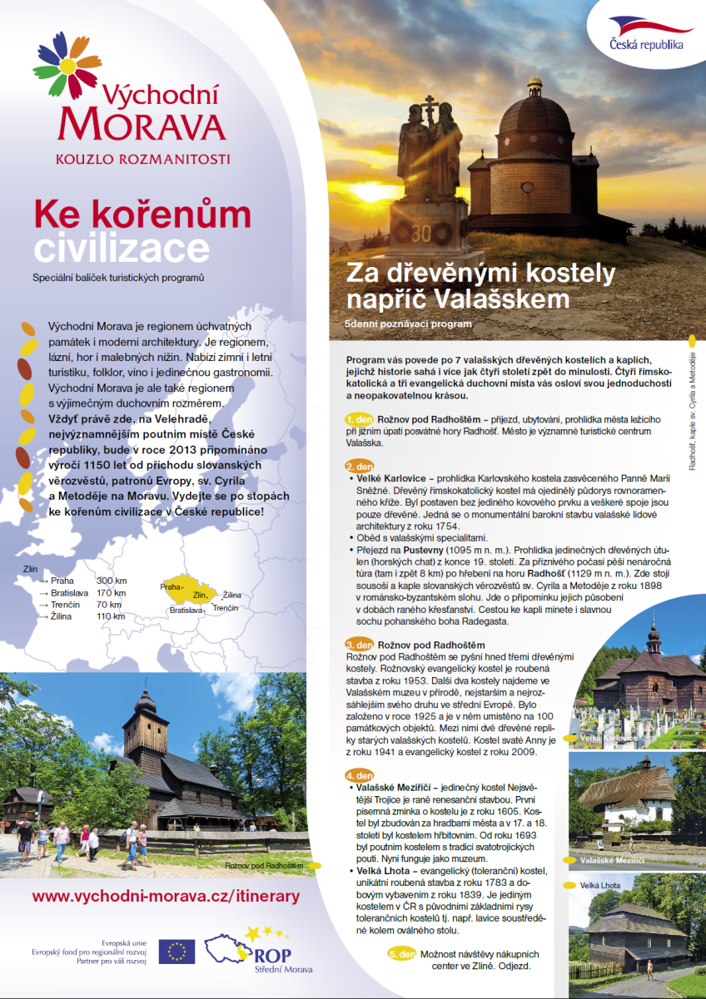 Východní
MORAVA
KOUZLO ROZMANITOSTI
Česká republika
Ke kořenům
civilizace
Speciální balíček turistických programů
Východní Morava je regionem úchvatných
památek i moderní architektury. Je regionem,
lázní, hor i malebných nížin. Nabízí zimní i letní
turistiku, folklor, víno i jedinečnou gastronomii.
Východní Morava je ale také regionem
s výjimečným duchovním rozměrem.
Vždyť právě zde, na Velehradě,
nejvýznamnějším poutním místě České
republiky, bude v roce 2013 připomínáno
výročí 1150 let od příchodu slovanských
věrozvěstů, patronů Evropy, sv. Cyrila
a Metoděje na Moravu. Vydejte se po stopách
ke kořenům civilizace v České republice!
Zlín
→ Praha 300 km
→ Bratislava 170 km
→ Trenčín 70 km
→ Žilina 110 km
Praha
Zlín
Žilina
Trenčín
Bratislava
Rožnov pod Radhoštěm
www.vychodni-morava.cz/itinerary
Evropská unie
Evropský fond pro regionální rozvoj
Partner pro váš rozvoj
ROP
Střední Morava
80
Za dřevěnými kostely
napříč Valašskem
5denní poznávací program
Radhošť, kaple sv. Cyrila a Metoděje
Program vás povede po 7 valašských dřevěných kostelích a kaplích,
jejichž historie sahá i více jak čtyři století zpět do minulosti. Čtyři římsko-
katolická a tři evangelická duchovní místa vás osloví svou jednoduchostí
a neopakovatelnou krásou.
1. den Rožnov pod Radhoštěm – příjezd, ubytování, prohlídka města ležícího
při jižním úpatí posvátné hory Radhošť. Město je významné turistické centrum
Valašska.
2. den
• Velké Karlovice – prohlídka Karlovského kostela zasvěceného Panně Marii
Sněžné. Dřevěný římskokatolický kostel má ojedinělý půdorys rovnoramen-
ného kříže. Byl postaven bez jediného kovového prvku a veškeré spoje jsou
pouze dřevěné. Jedná se o monumentální barokní stavbu valašské lidové
architektury z roku 1754.
• Oběd s valašskými specialitami.
• Přejezd na Pustevny (1095 m n. m.). Prohlídka jedinečných dřevěných útu-
len (horských chat) z konce 19. století. Za příznivého počasí pěší nenáročná
túra (tam i zpět 8 km) po hřebeni na horu Radhošť (1129 m n. m.). Zde stojí
sousoší a kaple slovanských věrozvěstů sv. Cyrila a Metoděje z roku 1898
v románsko-byzantském slohu. Jde o připomínku jejich působení
v dobách raného křesťanství. Cestou ke kapli minete i slavnou
sochu pohanského boha Radegasta.
3. den Rožnov pod Radhoštěm
Rožnov pod Radhoštěm se pyšní hned třemi dřevěnými
kostely. Rožnovský evangelický kostel je roubená
stavba z roku 1953. Další dva kostely najdeme ve
Valašském muzeu v přírodě, nejstarším a nejroz-
sáhlejším svého druhu ve střední Evropě. Bylo
založeno v roce 1925 a je v něm umístěno na 100
památkových objektů. Mezi nimi dvě dřevěné repli-
ky starých valašských kostelů. Kostel svaté Anny je
z roku 1941 a evangelický kostel z roku 2009.
4. den
• Valašské Meziříčí – jedinečný kostel Nejsvě-
tější Trojice je raně renesanční stavbou. První
písemná zmínka o kostelu je z roku 1605. Kos-
tel byl zbudován za hradbami města a v 17. a 18.
století byl kostelem hřbitovním. Od roku 1693
byl poutním kostelem s tradicí svatotrojických
poutí. Nyní funguje jako muzeum.
• Velká Lhota – evangelický (toleranční) kostel,
unikátní roubená stavba z roku 1783 a do-
bovým vybavením z roku 1839. Je jediným
kostelem v ČR s původními základními rysy
tolerančních kostelů tj. např. lavice soustředě-
né kolem oválného stolu.
5. den Možnost návštěvy nákupních
center ve Zlíně. Odjezd.
Velké Karlovice
Valašské Meziříčí
Velká Lhota